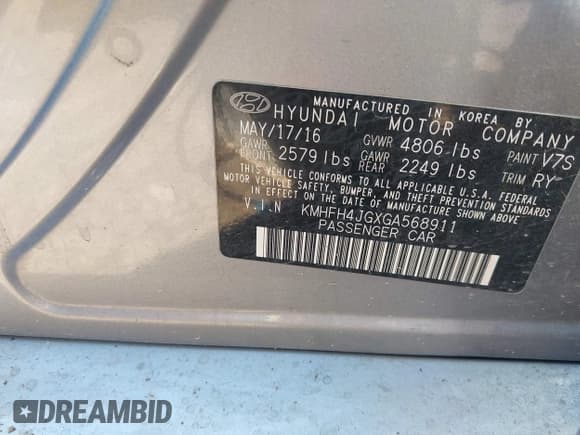 MANUFACTURED IN KOREA BY
HYUNDAI MOTOR COMPANY
MAY/17/16 GVWR 4806 lbs PAINT V7S
GAWR FRONT 2579 lbs GAWR REAR 2249 lbs TRIM RY
THIS VEHICLE CONFORMS TO ALL APPLICABLE U.S.A. FEDERAL
MOTOR VEHICLE SAFETY, BUMPER, AND THEFT PREVENTION STANDARDS
IN EFFECT ON THE DATE OF MANUFACTURE SHOWN ABOVE.
V.I.N KMHFH4JGXGA568911
PASSENGER CAR
DREAMBID